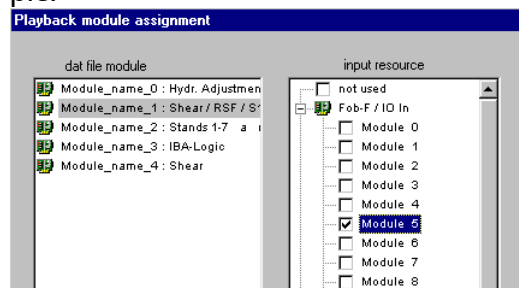 Playback module assignment
dat file module
Module_name_0 : Hydr. Adjustmen
Module_name_1 : Shear / RSF / S
Module_name_2 : Stands 1-7 a
Module_name_3 : IBA-Logic
Module_name_4 : Shear
input resource
not used
Fob-F / IO In
Module 0
Module 1
Module 2
Module 3
Module 4
Module 5
Module 6
Module 7
Module 8